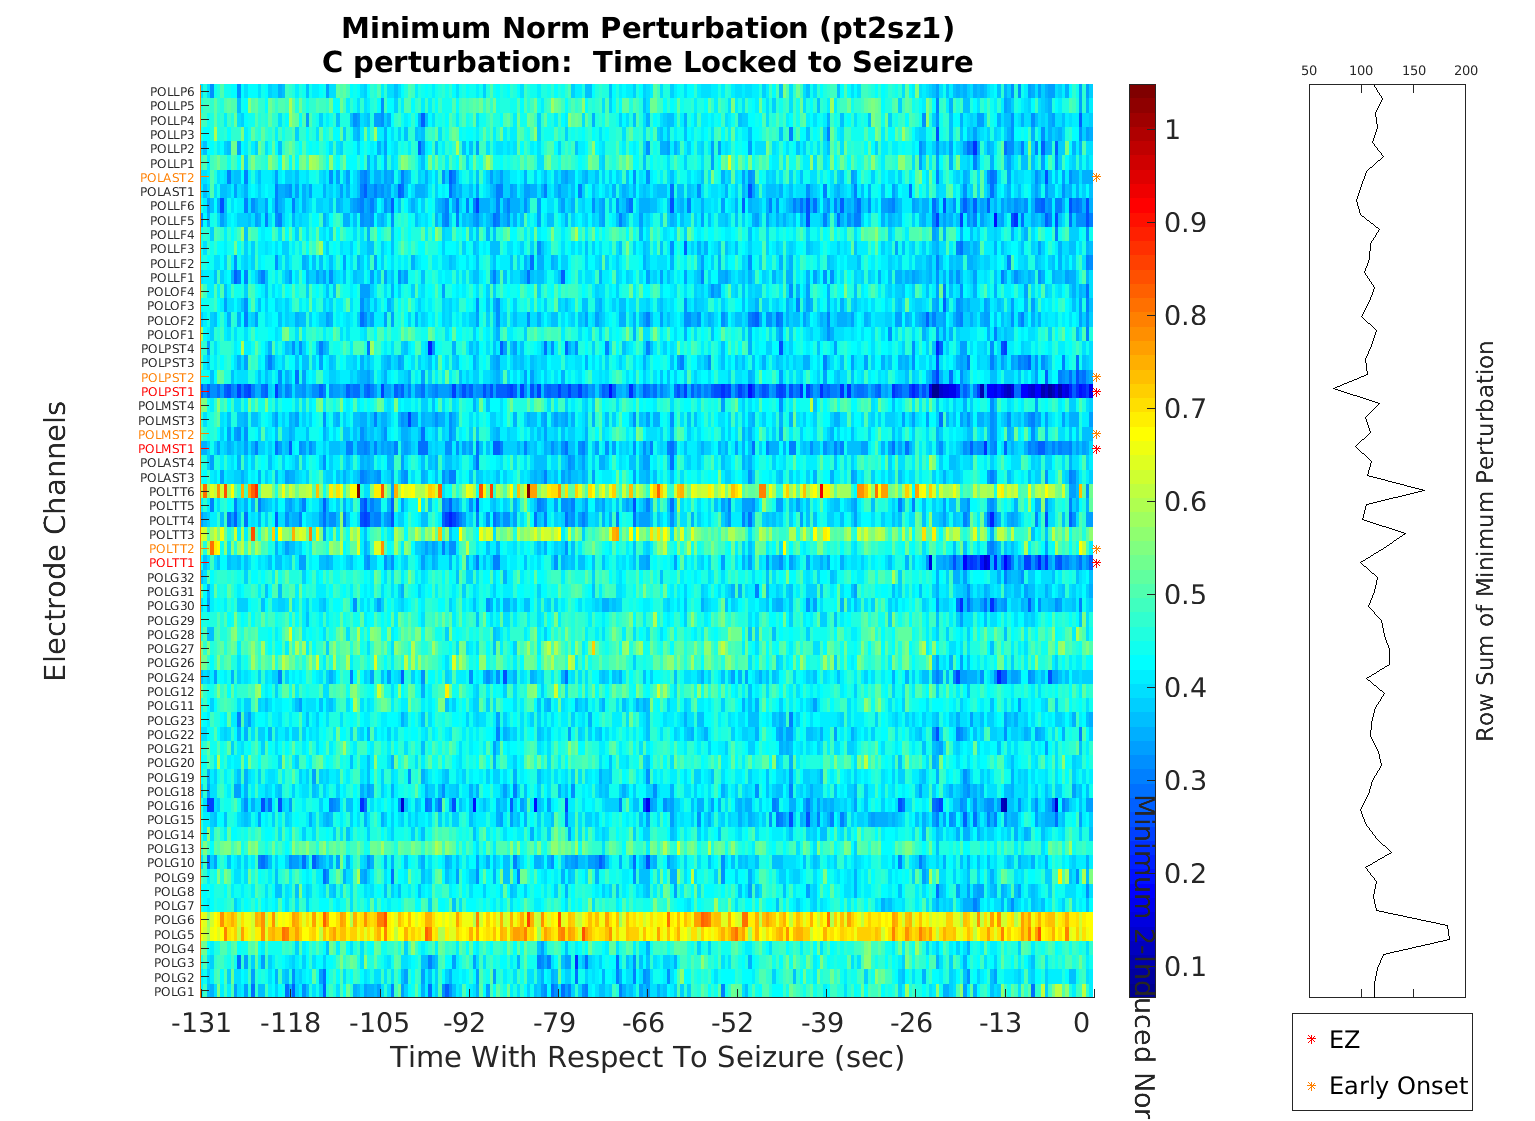 Minimum Norm Perturbation (pt2sz1)
C perturbation:  Time Locked to Seizure
Electrode Channels
POLLP6
POLLP5
POLLP4
POLLP3
POLLP2
POLLP1
POLAST2
POLAST1
POLLF6
POLLF5
POLLF4
POLLF3
POLLF2
POLLF1
POLOF4
POLOF3
POLOF2
POLOF1
POLPST4
POLPST3
POLPST2
POLPST1
POLMST4
POLMST3
POLMST2
POLMST1
POLAST4
POLAST3
POLTT6
POLTT5
POLTT4
POLTT3
POLTT2
POLTT1
POLG32
POLG31
POLG30
POLG29
POLG28
POLG27
POLG26
POLG24
POLG12
POLG11
POLG23
POLG22
POLG21
POLG20
POLG19
POLG18
POLG16
POLG15
POLG14
POLG13
POLG10
POLG9
POLG8
POLG7
POLG6
POLG5
POLG4
POLG3
POLG2
POLG1
-131 -118 -105 -92 -79 -66 -52 -39 -26 -13 0
Time With Respect To Seizure (sec)
1
0.9
0.8
0.7
0.6
0.5
0.4
0.3
0.2
0.1
Minimum 2-Induced Nor
50 100 150 200
Row Sum of Minimum Perturbation
EZ
Early Onset